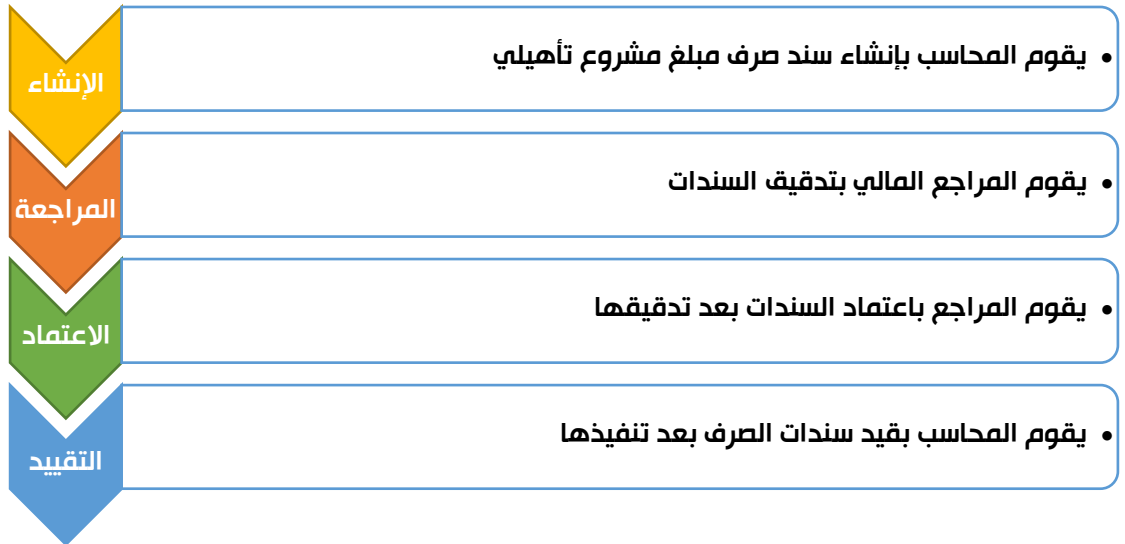 الإنشاء
• يقوم المحاسب بإنشاء سند صرف مبلغ مشروع تأهيلي
المراجعة
• يقوم المراجع المالي بتدقيق السندات
الاعتماد
• يقوم المراجع باعتماد السندات بعد تدقيقها
التقييد
• يقوم المحاسب بقيد سندات الصرف بعد تنفيذها